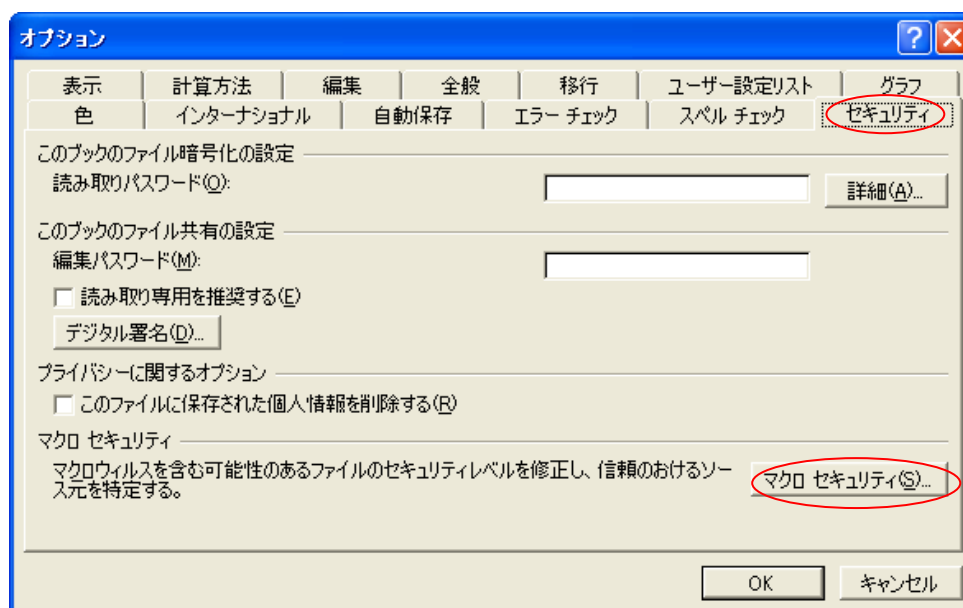 オプション
表示 計算方法 編集 全般 移行 ユーザー設定リスト グラフ
色 インターナショナル 自動保存 エラー チェック スペル チェック セキュリティ
このブックのファイル暗号化の設定
読み取りパスワード(O):
詳細(A)...
このブックのファイル共有の設定
編集パスワード(M):
読み取り専用を推奨する(E)
デジタル署名(D)...
プライバシーに関するオプション
このファイルに保存された個人情報を削除する(R)
マクロ セキュリティ
マクロウィルスを含む可能性のあるファイルのセキュリティレベルを修正し、信頼のおけるソー
ス元を特定する。
マクロ セキュリティ(S)...
OK キャンセル